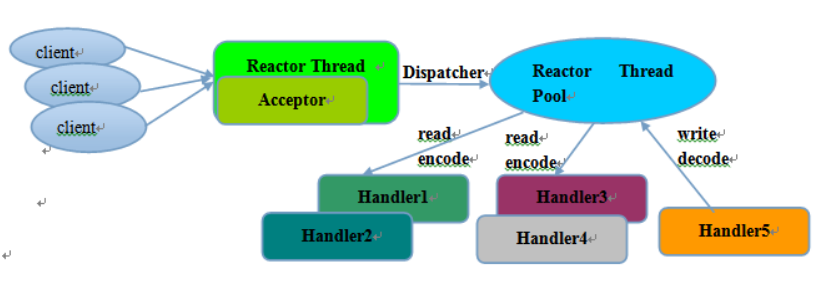 client
client
client
Reactor Thread
Acceptor
Dispatcher
Reactor Thread
Pool
read
encode
read
encode
write
decode
Handler1
Handler2
Handler3
Handler4
Handler5